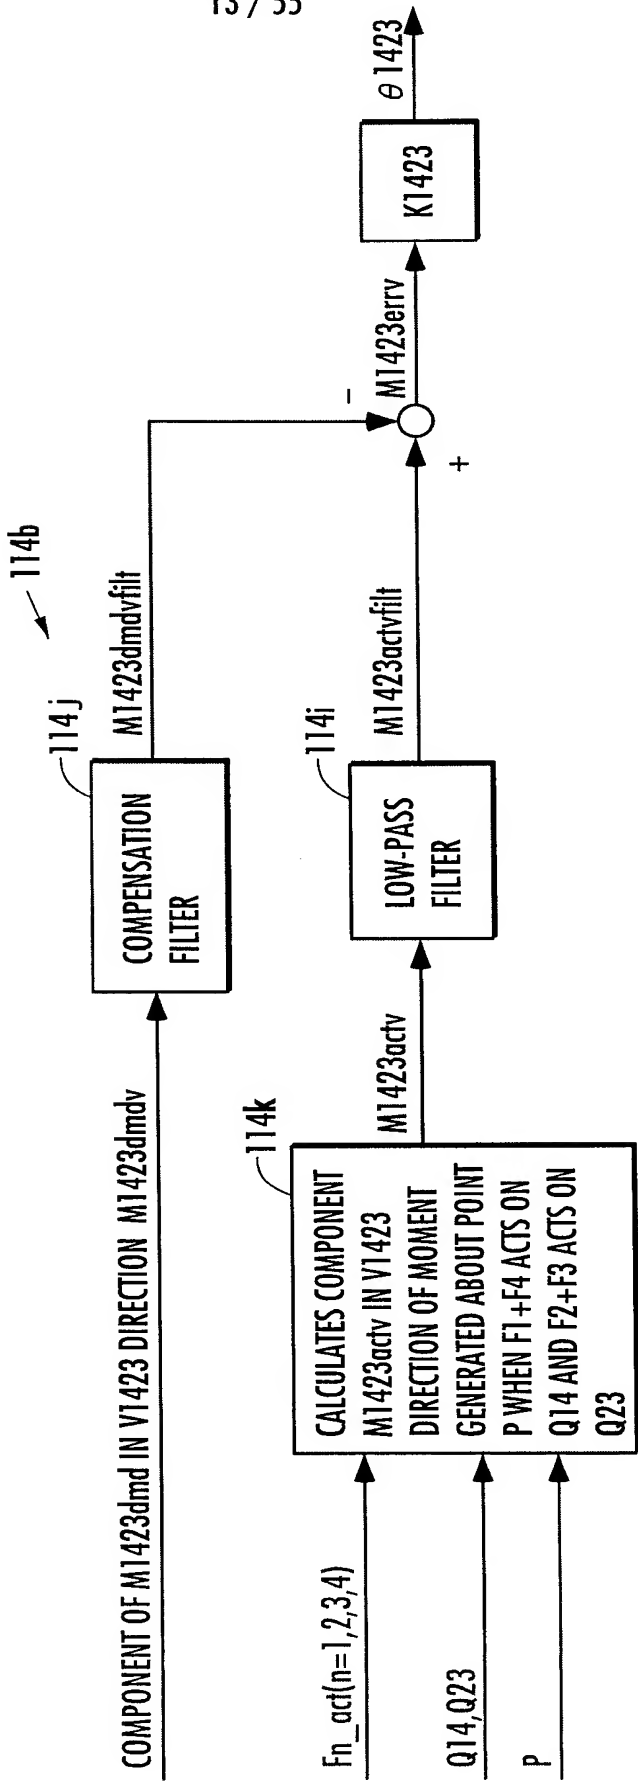 13 / 55
114b
COMPONENT OF M1423dmd IN V1423 DIRECTION M1423dmdv
114j
COMPENSATION
FILTER
M1423dmdvfilt
-
Fn_act(n=1,2,3,4)
Q14,Q23
P
114k
CALCULATES COMPONENT
M1423actv IN V1423
DIRECTION OF MOMENT
GENERATED ABOUT POINT
P WHEN F1+F4 ACTS ON
Q14 AND F2+F3 ACTS ON
Q23
M1423actv
114i
LOW-PASS
FILTER
M1423actvfilt
+
M1423errv
K1423
θ1423